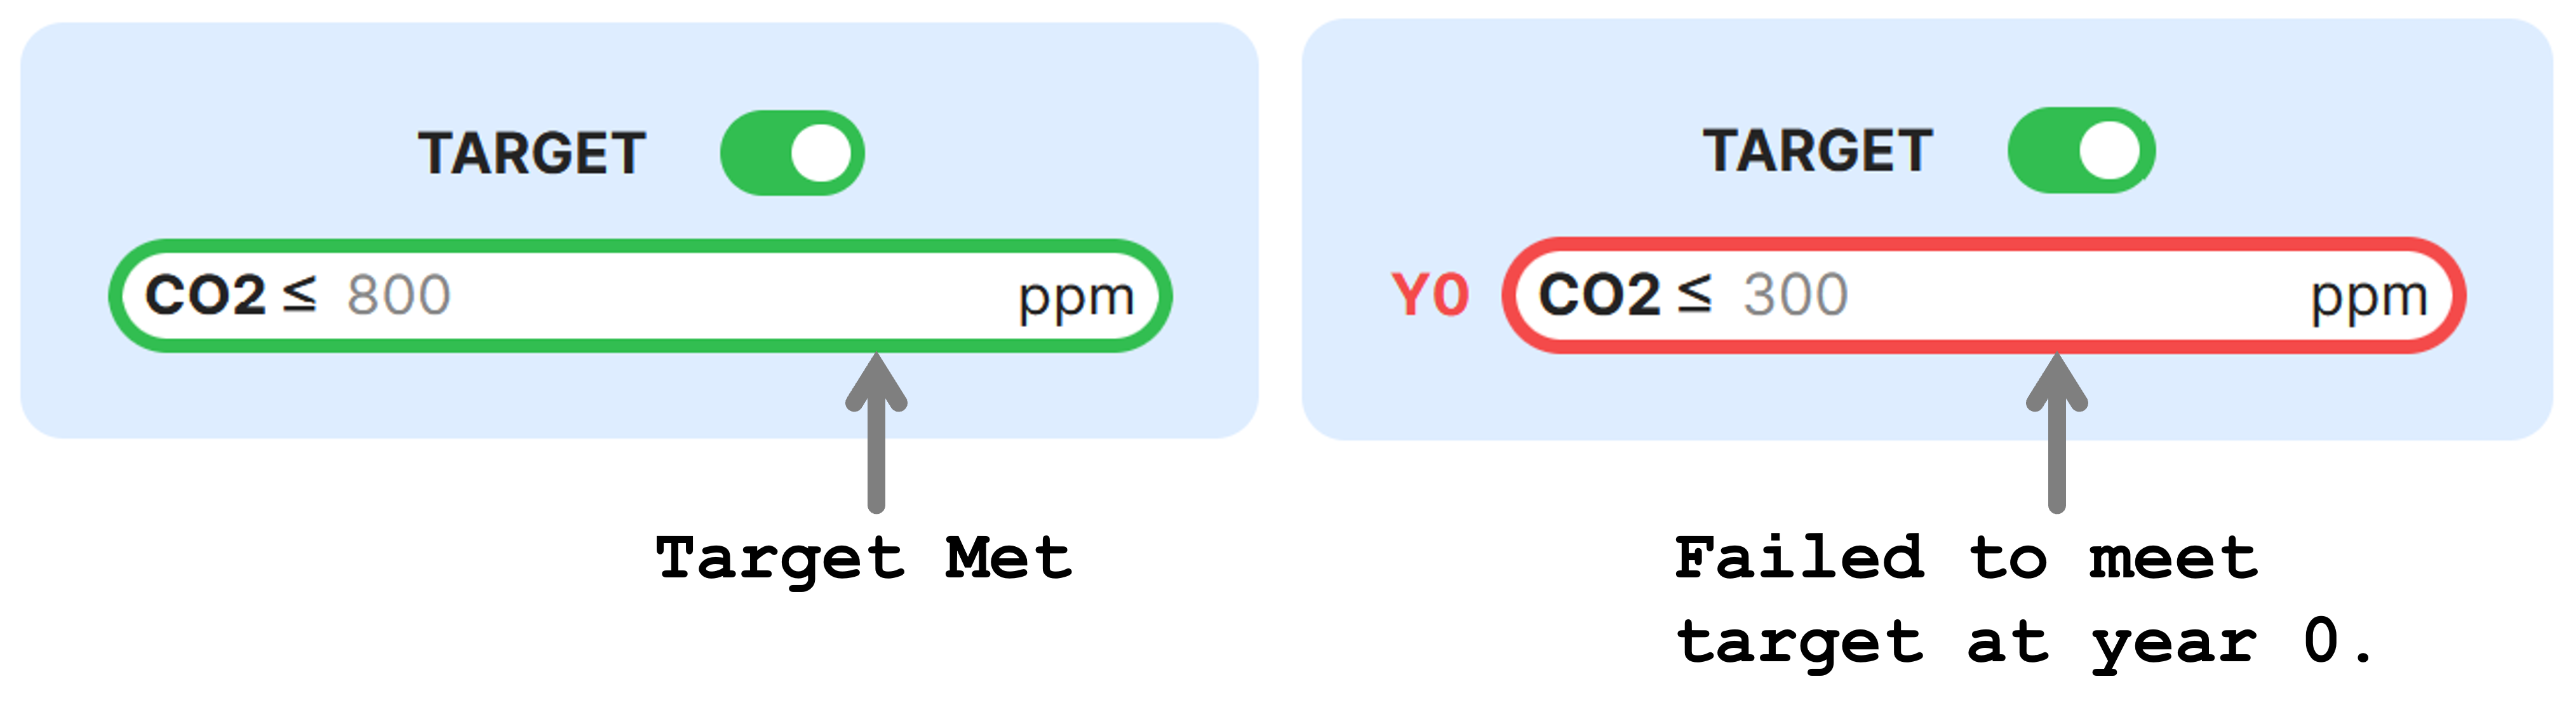 TARGET
CO2 ≤ 800 ppm
Target Met
TARGET
Y0 CO2 ≤ 300 ppm
Failed to meet
target at year 0.